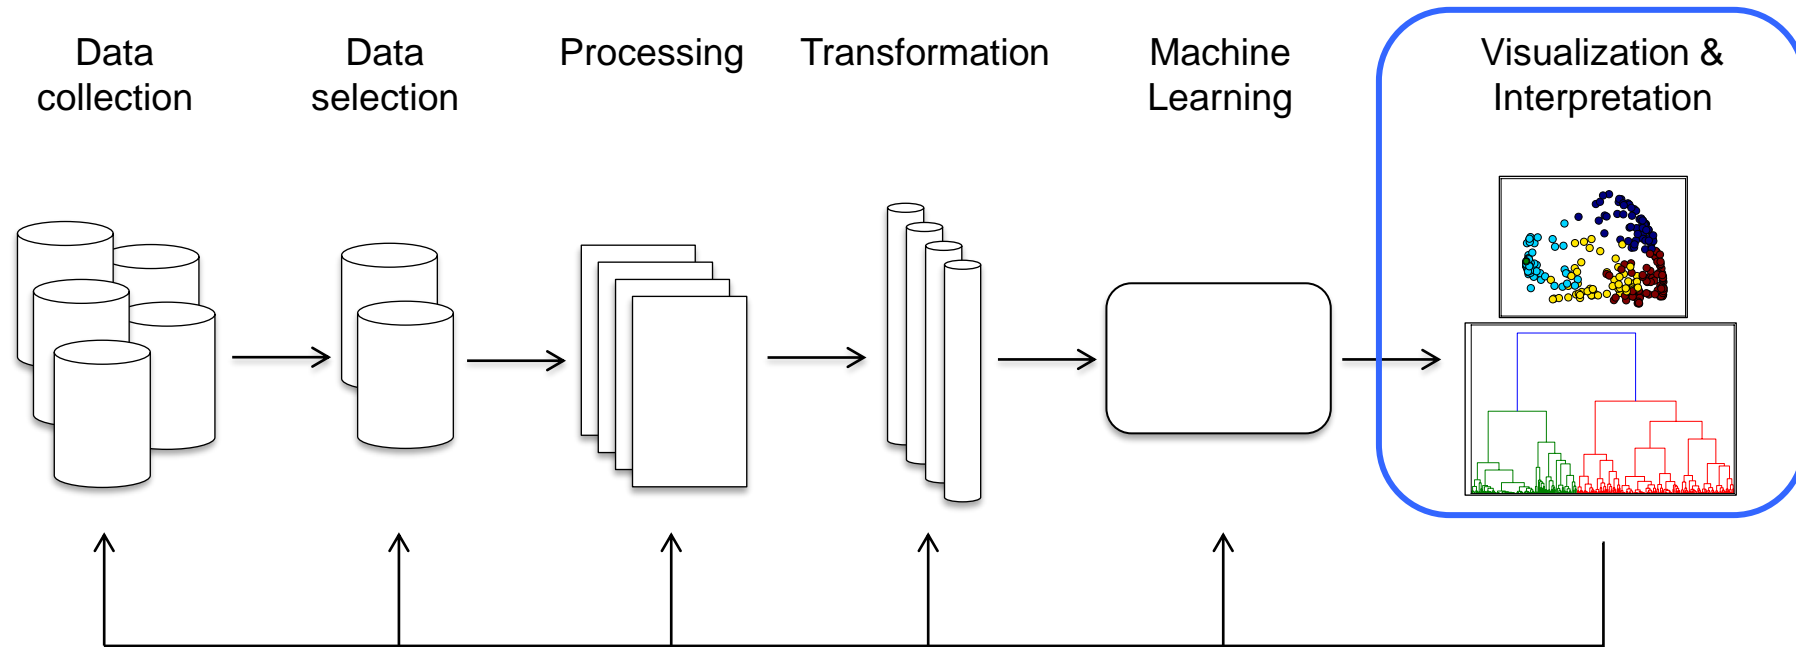 Data
collection
Data
selection
Processing
Transformation
Machine
Learning
Visualization &
Interpretation